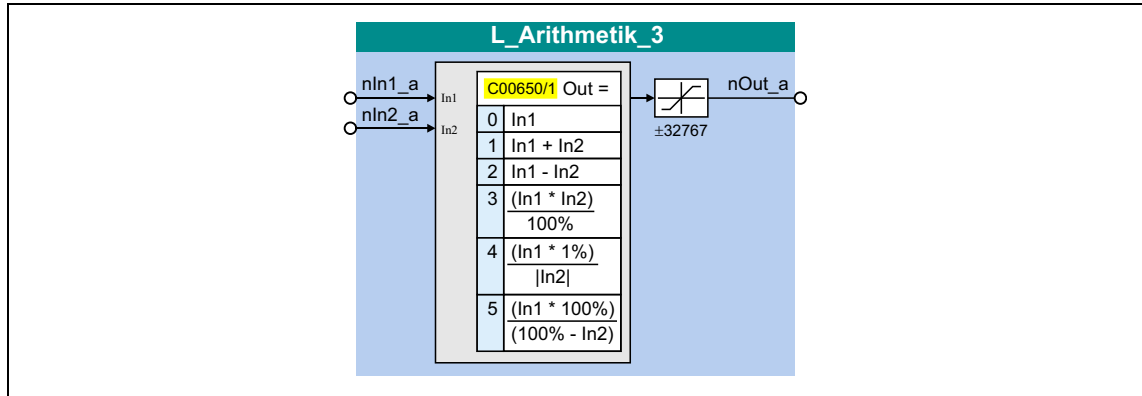 L_Arithmetik_3
nIn1_a
nIn2_a
In1
In2
C00650/1 Out =
0 In1
1 In1 + In2
2 In1 - In2
3 (In1 * In2)
100%
4 (In1 * 1%)
|In2|
5 (In1 * 100%)
(100% - In2)
±32767
nOut_a